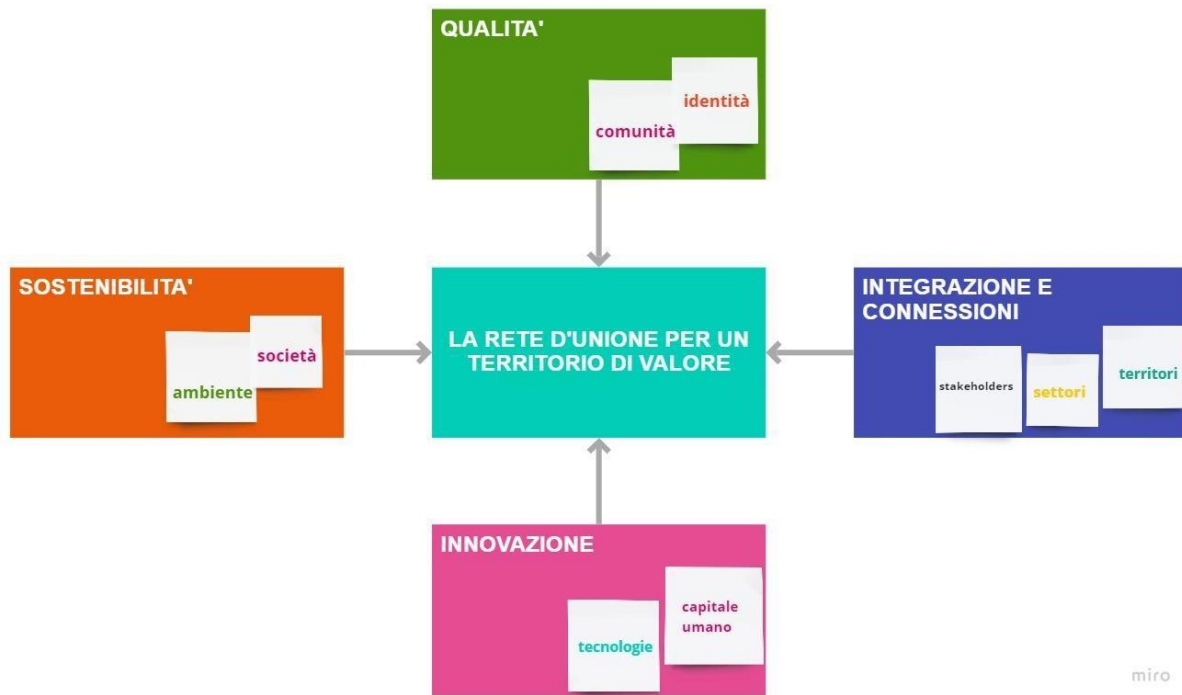 QUALITA'
identità
comunità
SOSTENIBILITA'
società
ambiente
LA RETE D'UNIONE PER UN
TERRITORIO DI VALORE
INTEGRAZIONE E
CONNESSIONI
stakeholders
settori
territori
INNOVAZIONE
capitale
umano
tecnologie
miro